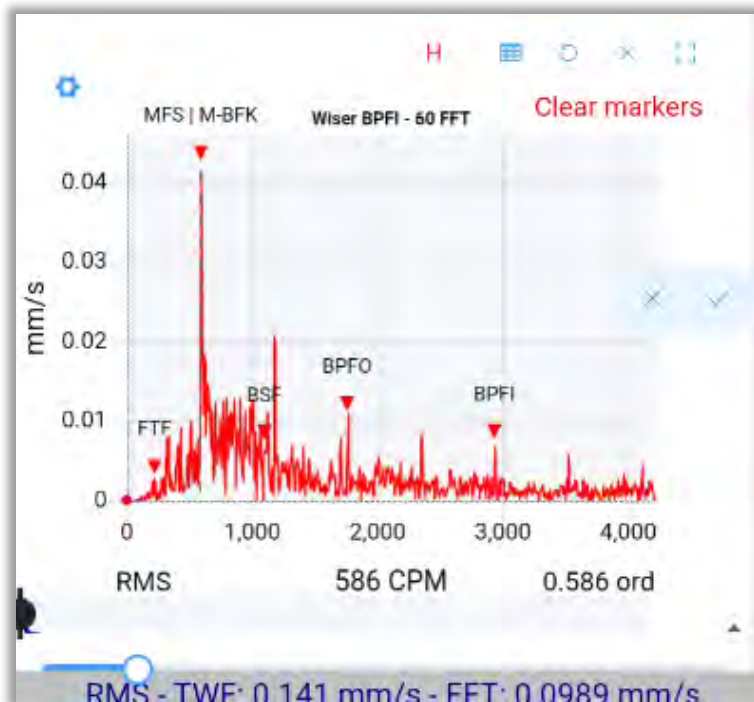 H
Clear markers
MFS | M-BFK
Wiser BPFI - 60 FFT
0.04
0.03
mm/s
0.02
BPFO
BSF
BPFI
0.01
FTF
0
0 1,000 2,000 3,000 4,000
RMS 586 CPM 0.586 ord
RMS - TWF: 0.141 mm/s - FFT: 0.0989 mm/s